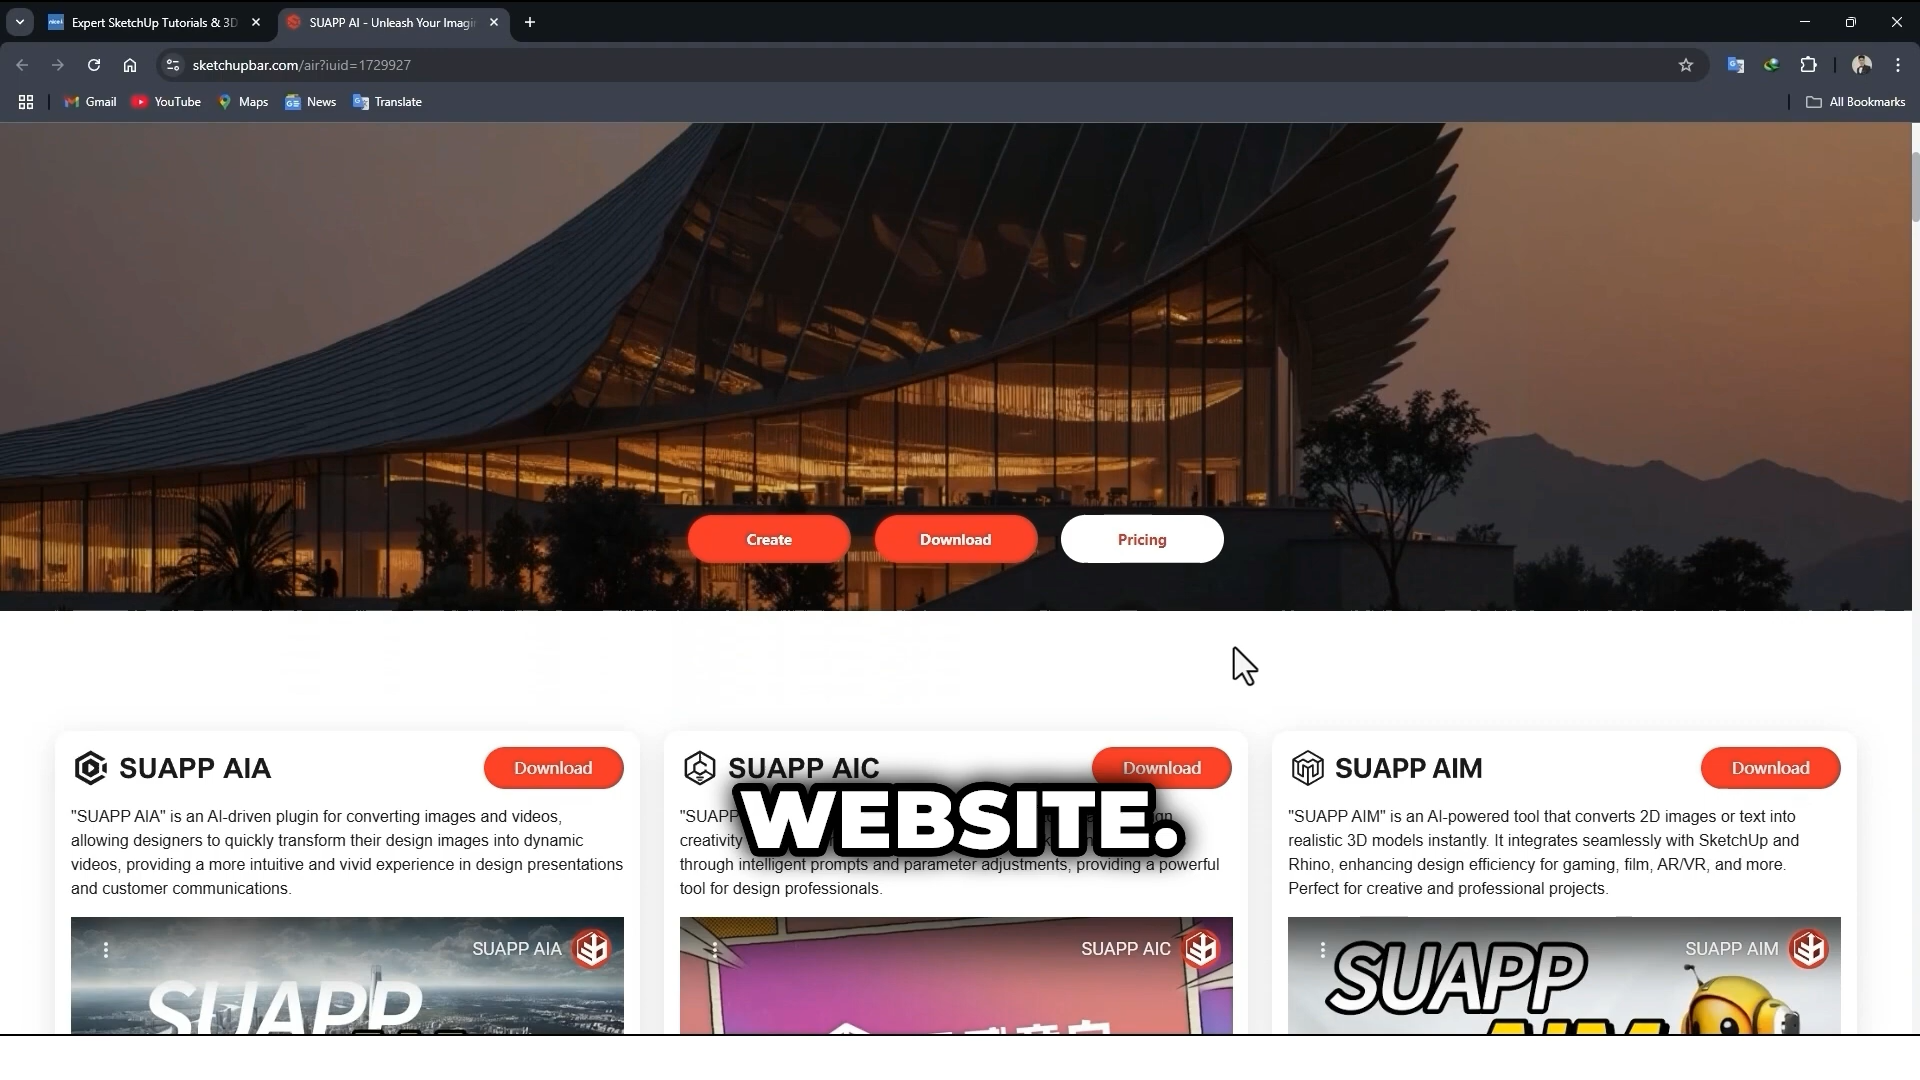 Expert SketchUp Tutorials & 3D
SUAPP AI - Unleash Your Imagi
sketchupbar.com/air?iuid=1729927
Gmail
YouTube
Maps
News
Translate
All Bookmarks
Create
Download
Pricing
SUAPP AIA
Download
"SUAPP AIA" is an AI-driven plugin for converting images and videos,
allowing designers to quickly transform their design images into dynamic
videos, providing a more intuitive and vivid experience in design presentations
and customer communications.
SUAPP AIA
SUAPP
SUAPP AIC
Download
"SUAPP
creativity
through intelligent prompts and parameter adjustments, providing a powerful
tool for design professionals.
SUAPP AIC
WEBSITE.
SUAPP AIM
Download
"SUAPP AIM" is an AI-powered tool that converts 2D images or text into
realistic 3D models instantly. It integrates seamlessly with SketchUp and
Rhino, enhancing design efficiency for gaming, film, AR/VR, and more.
Perfect for creative and professional projects.
SUAPP AIM
SUAPP
AIM